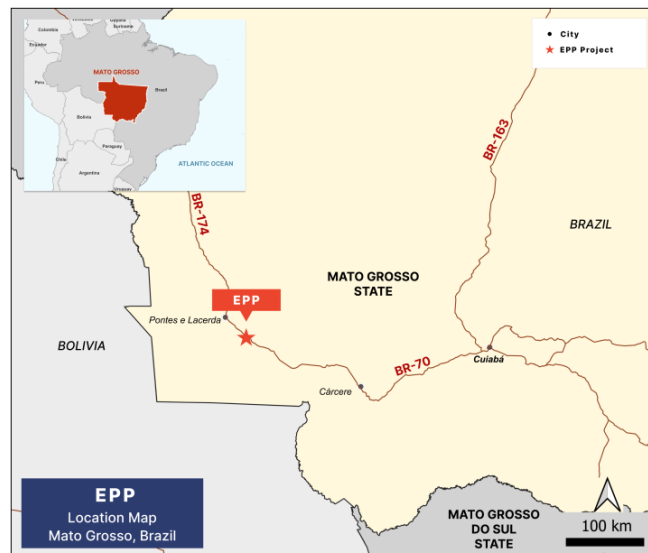 Colombia
Guyana
Suriname
Ecuador
MATO GROSSO
Peru
Brazil
Bolivia
Paraguay
Chile
ATLANTIC OCEAN
Argentina
Uruguay
City
EPP Project
BR-163
BR-174
BRAZIL
MATO GROSSO
STATE
EPP
Pontes e Lacerda
BOLIVIA
Cuiabá
BR-70
Cárcere
EPP
Location Map
Mato Grosso, Brazil
MATO GROSSO
DO SUL
STATE
100 km